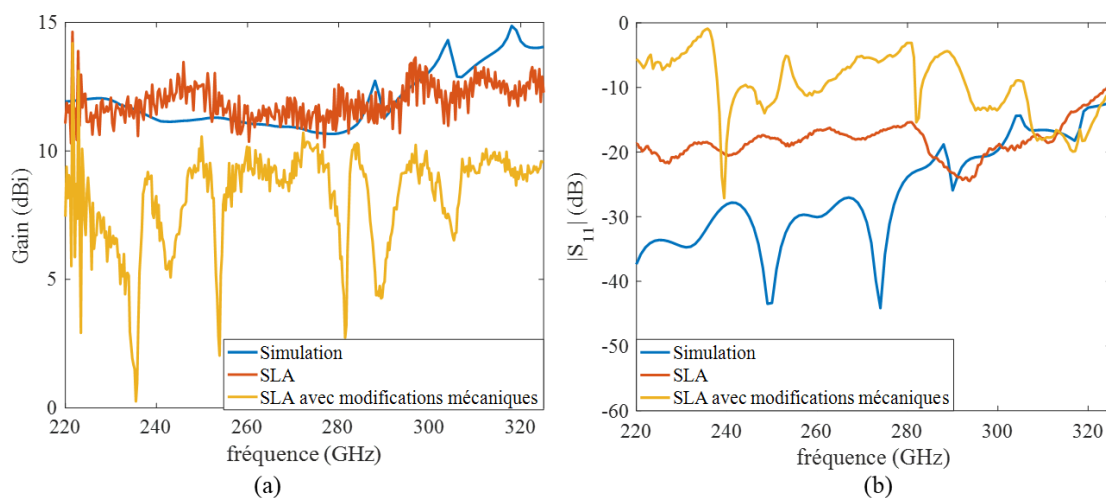 15
10
5
0
Gain (dBi)
Simulation
SLA
SLA avec modifications mécaniques
220 240 260 280 300 320
fréquence (GHz)
(a)
0
-10
-20
-30
-40
-50
-60
|S11| (dB)
Simulation
SLA
SLA avec modifications mécaniques
220 240 260 280 300 320
fréquence (GHz)
(b)